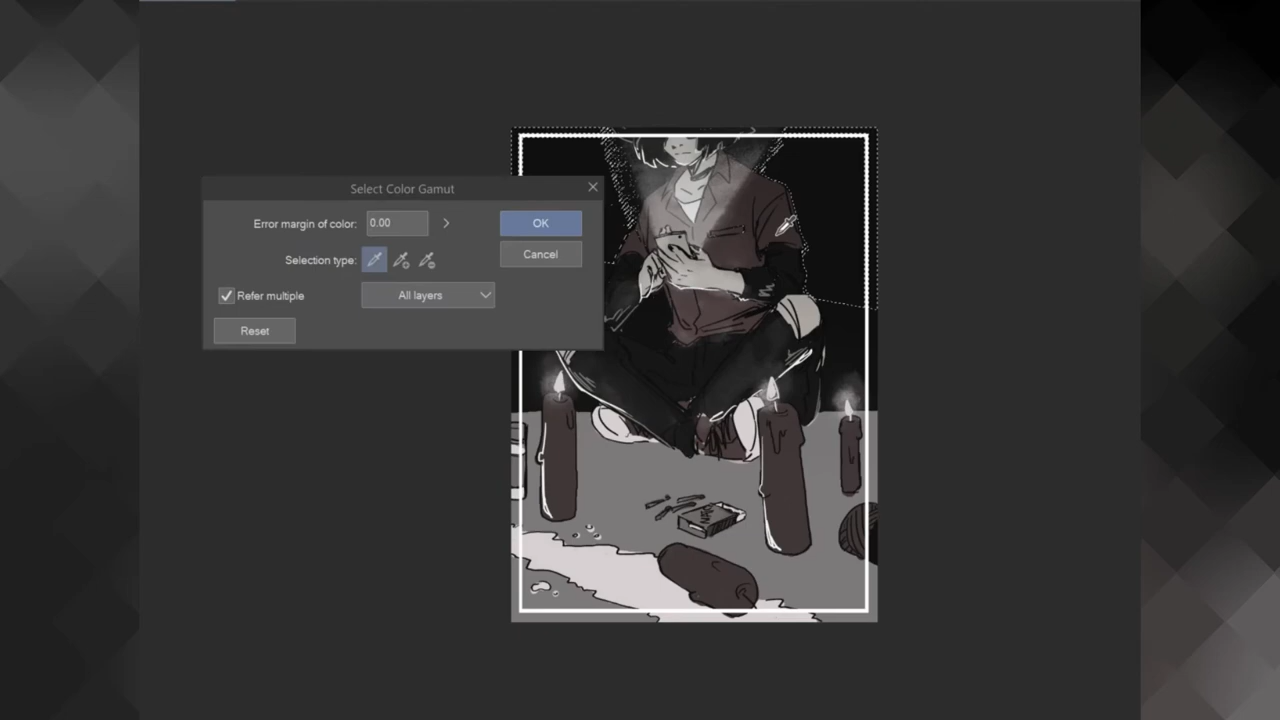 Select Color Gamut
Error margin of color: 0.00
OK
Selection type:
Cancel
Refer multiple
All layers
Reset